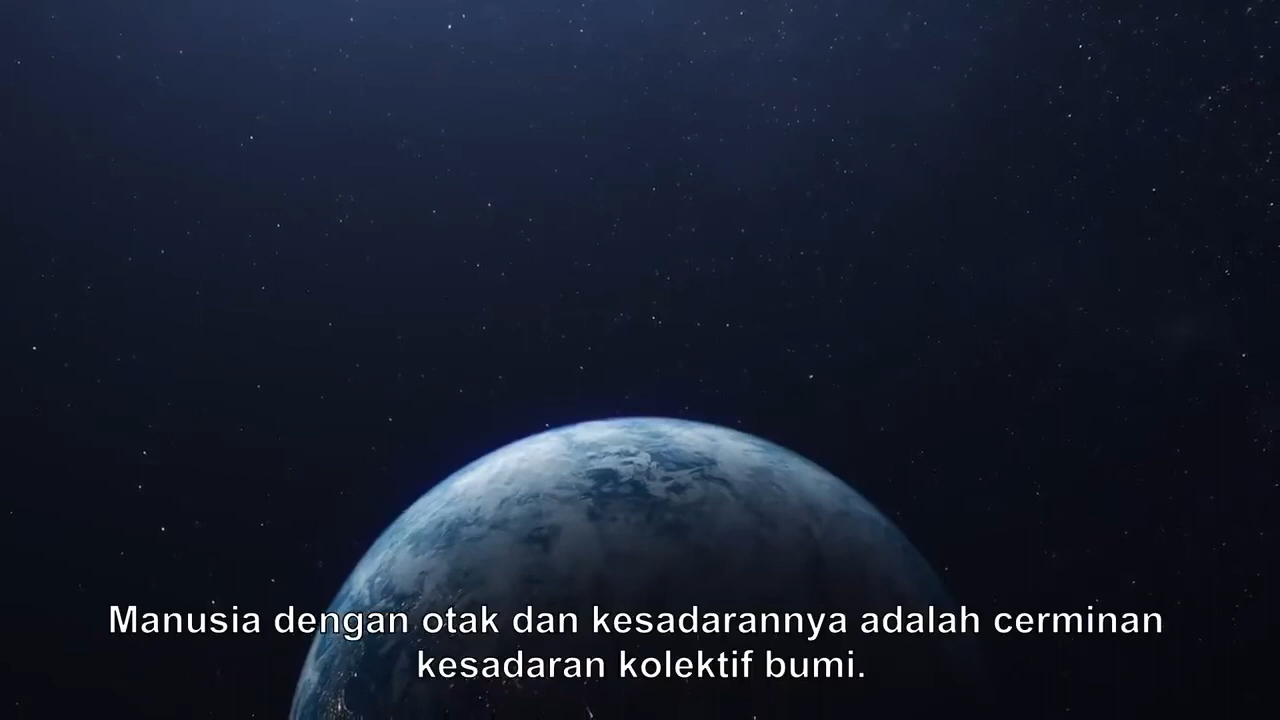 Manusia dengan otak dan kesadarannya adalah cerminan
kesadaran kolektif bumi.